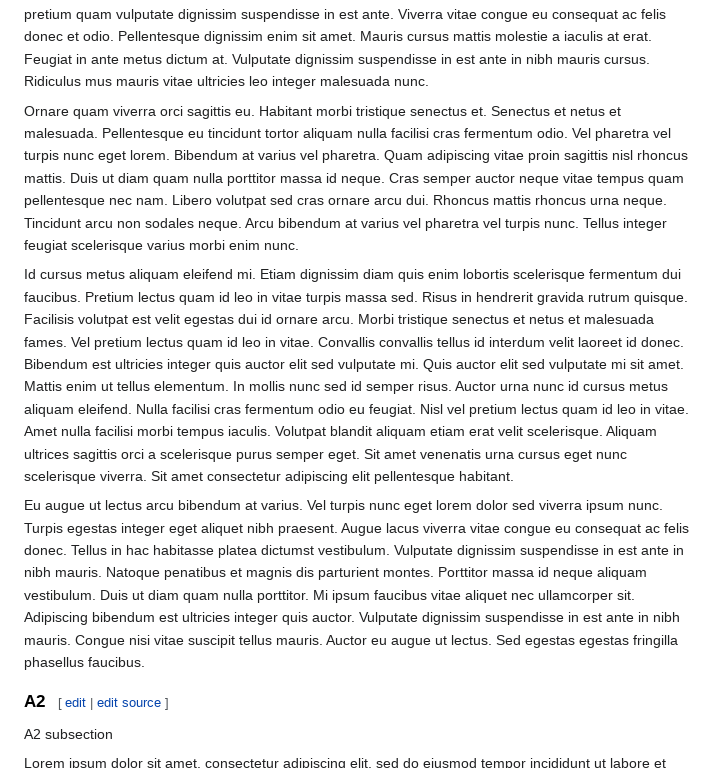 pretium quam vulputate dignissim suspendisse in est ante. Viverra vitae congue eu consequat ac felis
donec et odio. Pellentesque dignissim enim sit amet. Mauris cursus mattis molestie a iaculis at erat.
Feugiat in ante metus dictum at. Vulputate dignissim suspendisse in est ante in nibh mauris cursus.
Ridiculus mus mauris vitae ultricies leo integer malesuada nunc.
Ornare quam viverra orci sagittis eu. Habitant morbi tristique senectus et. Senectus et netus et
malesuada. Pellentesque eu tincidunt tortor aliquam nulla facilisi cras fermentum odio. Vel pharetra vel
turpis nunc eget lorem. Bibendum at varius vel pharetra. Quam adipiscing vitae proin sagittis nisl rhoncus
mattis. Duis ut diam quam nulla porttitor massa id neque. Cras semper auctor neque vitae tempus quam
pellentesque nec nam. Libero volutpat sed cras ornare arcu dui. Rhoncus mattis rhoncus urna neque.
Tincidunt arcu non sodales neque. Arcu bibendum at varius vel pharetra vel turpis nunc. Tellus integer
feugiat scelerisque varius morbi enim nunc.
Id cursus metus aliquam eleifend mi. Etiam dignissim diam quis enim lobortis scelerisque fermentum dui
faucibus. Pretium lectus quam id leo in vitae turpis massa sed. Risus in hendrerit gravida rutrum quisque.
Facilisis volutpat est velit egestas dui id ornare arcu. Morbi tristique senectus et netus et malesuada
fames. Vel pretium lectus quam id leo in vitae. Convallis convallis tellus id interdum velit laoreet id donec.
Bibendum est ultricies integer quis auctor elit sed vulputate mi. Quis auctor elit sed vulputate mi sit amet.
Mattis enim ut tellus elementum. In mollis nunc sed id semper risus. Auctor urna nunc id cursus metus
aliquam eleifend. Nulla facilisi cras fermentum odio eu feugiat. Nisl vel pretium lectus quam id leo in vitae.
Amet nulla facilisi morbi tempus iaculis. Volutpat blandit aliquam etiam erat velit scelerisque. Aliquam
ultrices sagittis orci a scelerisque purus semper eget. Sit amet venenatis urna cursus eget nunc
scelerisque viverra. Sit amet consectetur adipiscing elit pellentesque habitant.
Eu augue ut lectus arcu bibendum at varius. Vel turpis nunc eget lorem dolor sed viverra ipsum nunc.
Turpis egestas integer eget aliquet nibh praesent. Augue lacus viverra vitae congue eu consequat ac felis
donec. Tellus in hac habitasse platea dictumst vestibulum. Vulputate dignissim suspendisse in est ante in
nibh mauris. Natoque penatibus et magnis dis parturient montes. Porttitor massa id neque aliquam
vestibulum. Duis ut diam quam nulla porttitor. Mi ipsum faucibus vitae aliquet nec ullamcorper sit.
Adipiscing bibendum est ultricies integer quis auctor. Vulputate dignissim suspendisse in est ante in nibh
mauris. Congue nisi vitae suscipit tellus mauris. Auctor eu augue ut lectus. Sed egestas egestas fringilla
phasellus faucibus.
A2 [ edit | edit source ]
A2 subsection
Lorem ipsum dolor sit amet, consectetur adipiscing elit, sed do eiusmod tempor incididunt ut labore et